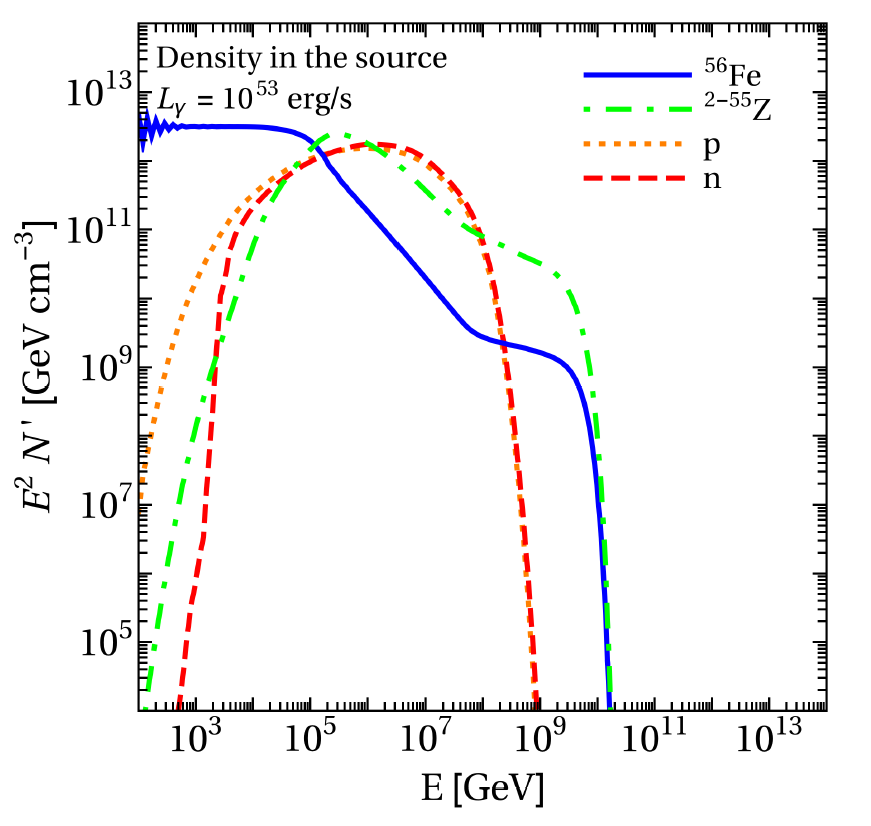 Density in the source
L_γ = 10^53 erg/s
^56Fe
^2−55Z
p
n
10^13
10^11
10^9
10^7
10^5
E^2 N' [GeV cm^−3]
10^3 10^5 10^7 10^9 10^11 10^13
E [GeV]